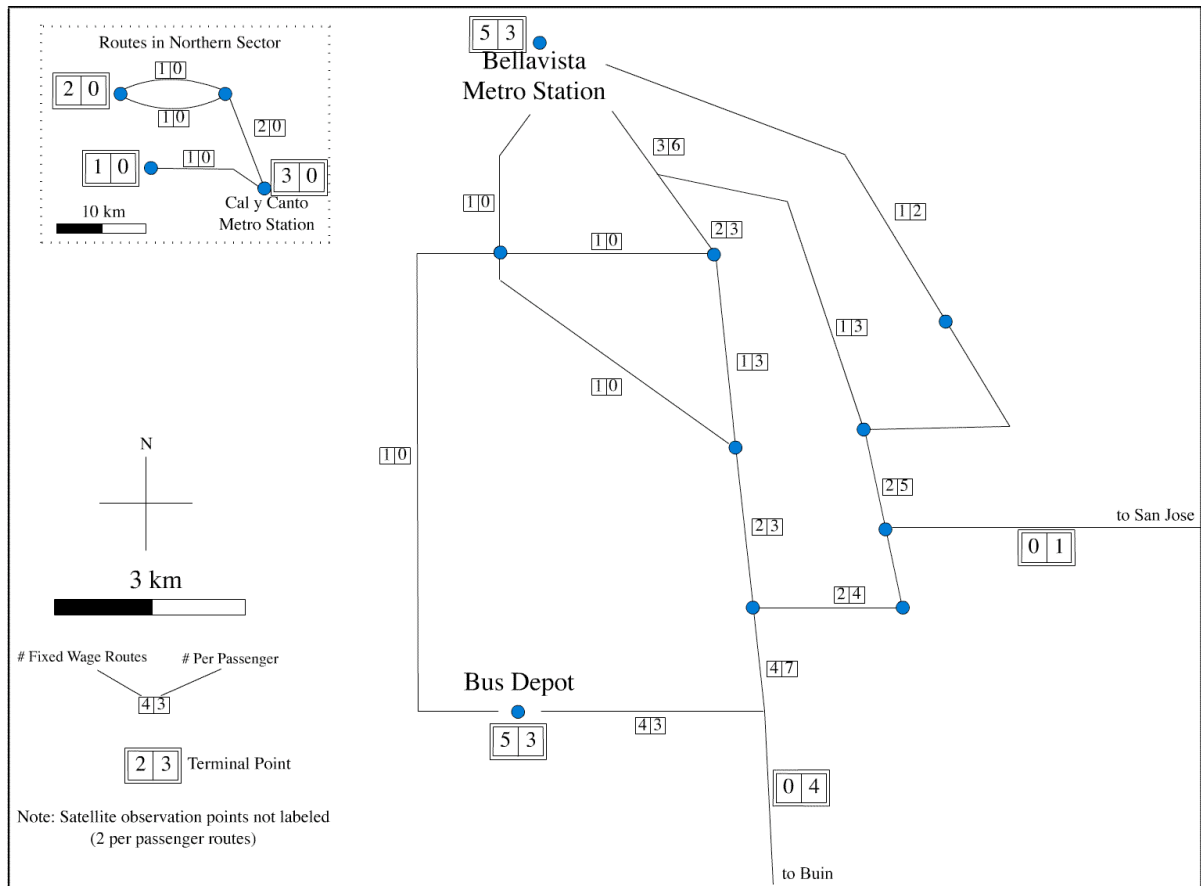 Routes in Northern Sector
1 0
2 0
1 0
2 0
1 0
1 0
3 0
Cal y Canto
Metro Station
10 km
5 3
Bellavista
Metro Station
3 6
1 2
1 0
1 0
2 3
1 3
1 3
1 0
1 0
2 5
2 3
to San Jose
0 1
2 4
4 7
N
3 km
# Fixed Wage Routes
# Per Passenger
4 3
2 3
Terminal Point
Note: Satellite observation points not labeled
(2 per passenger routes)
Bus Depot
5 3
4 3
0 4
to Buin